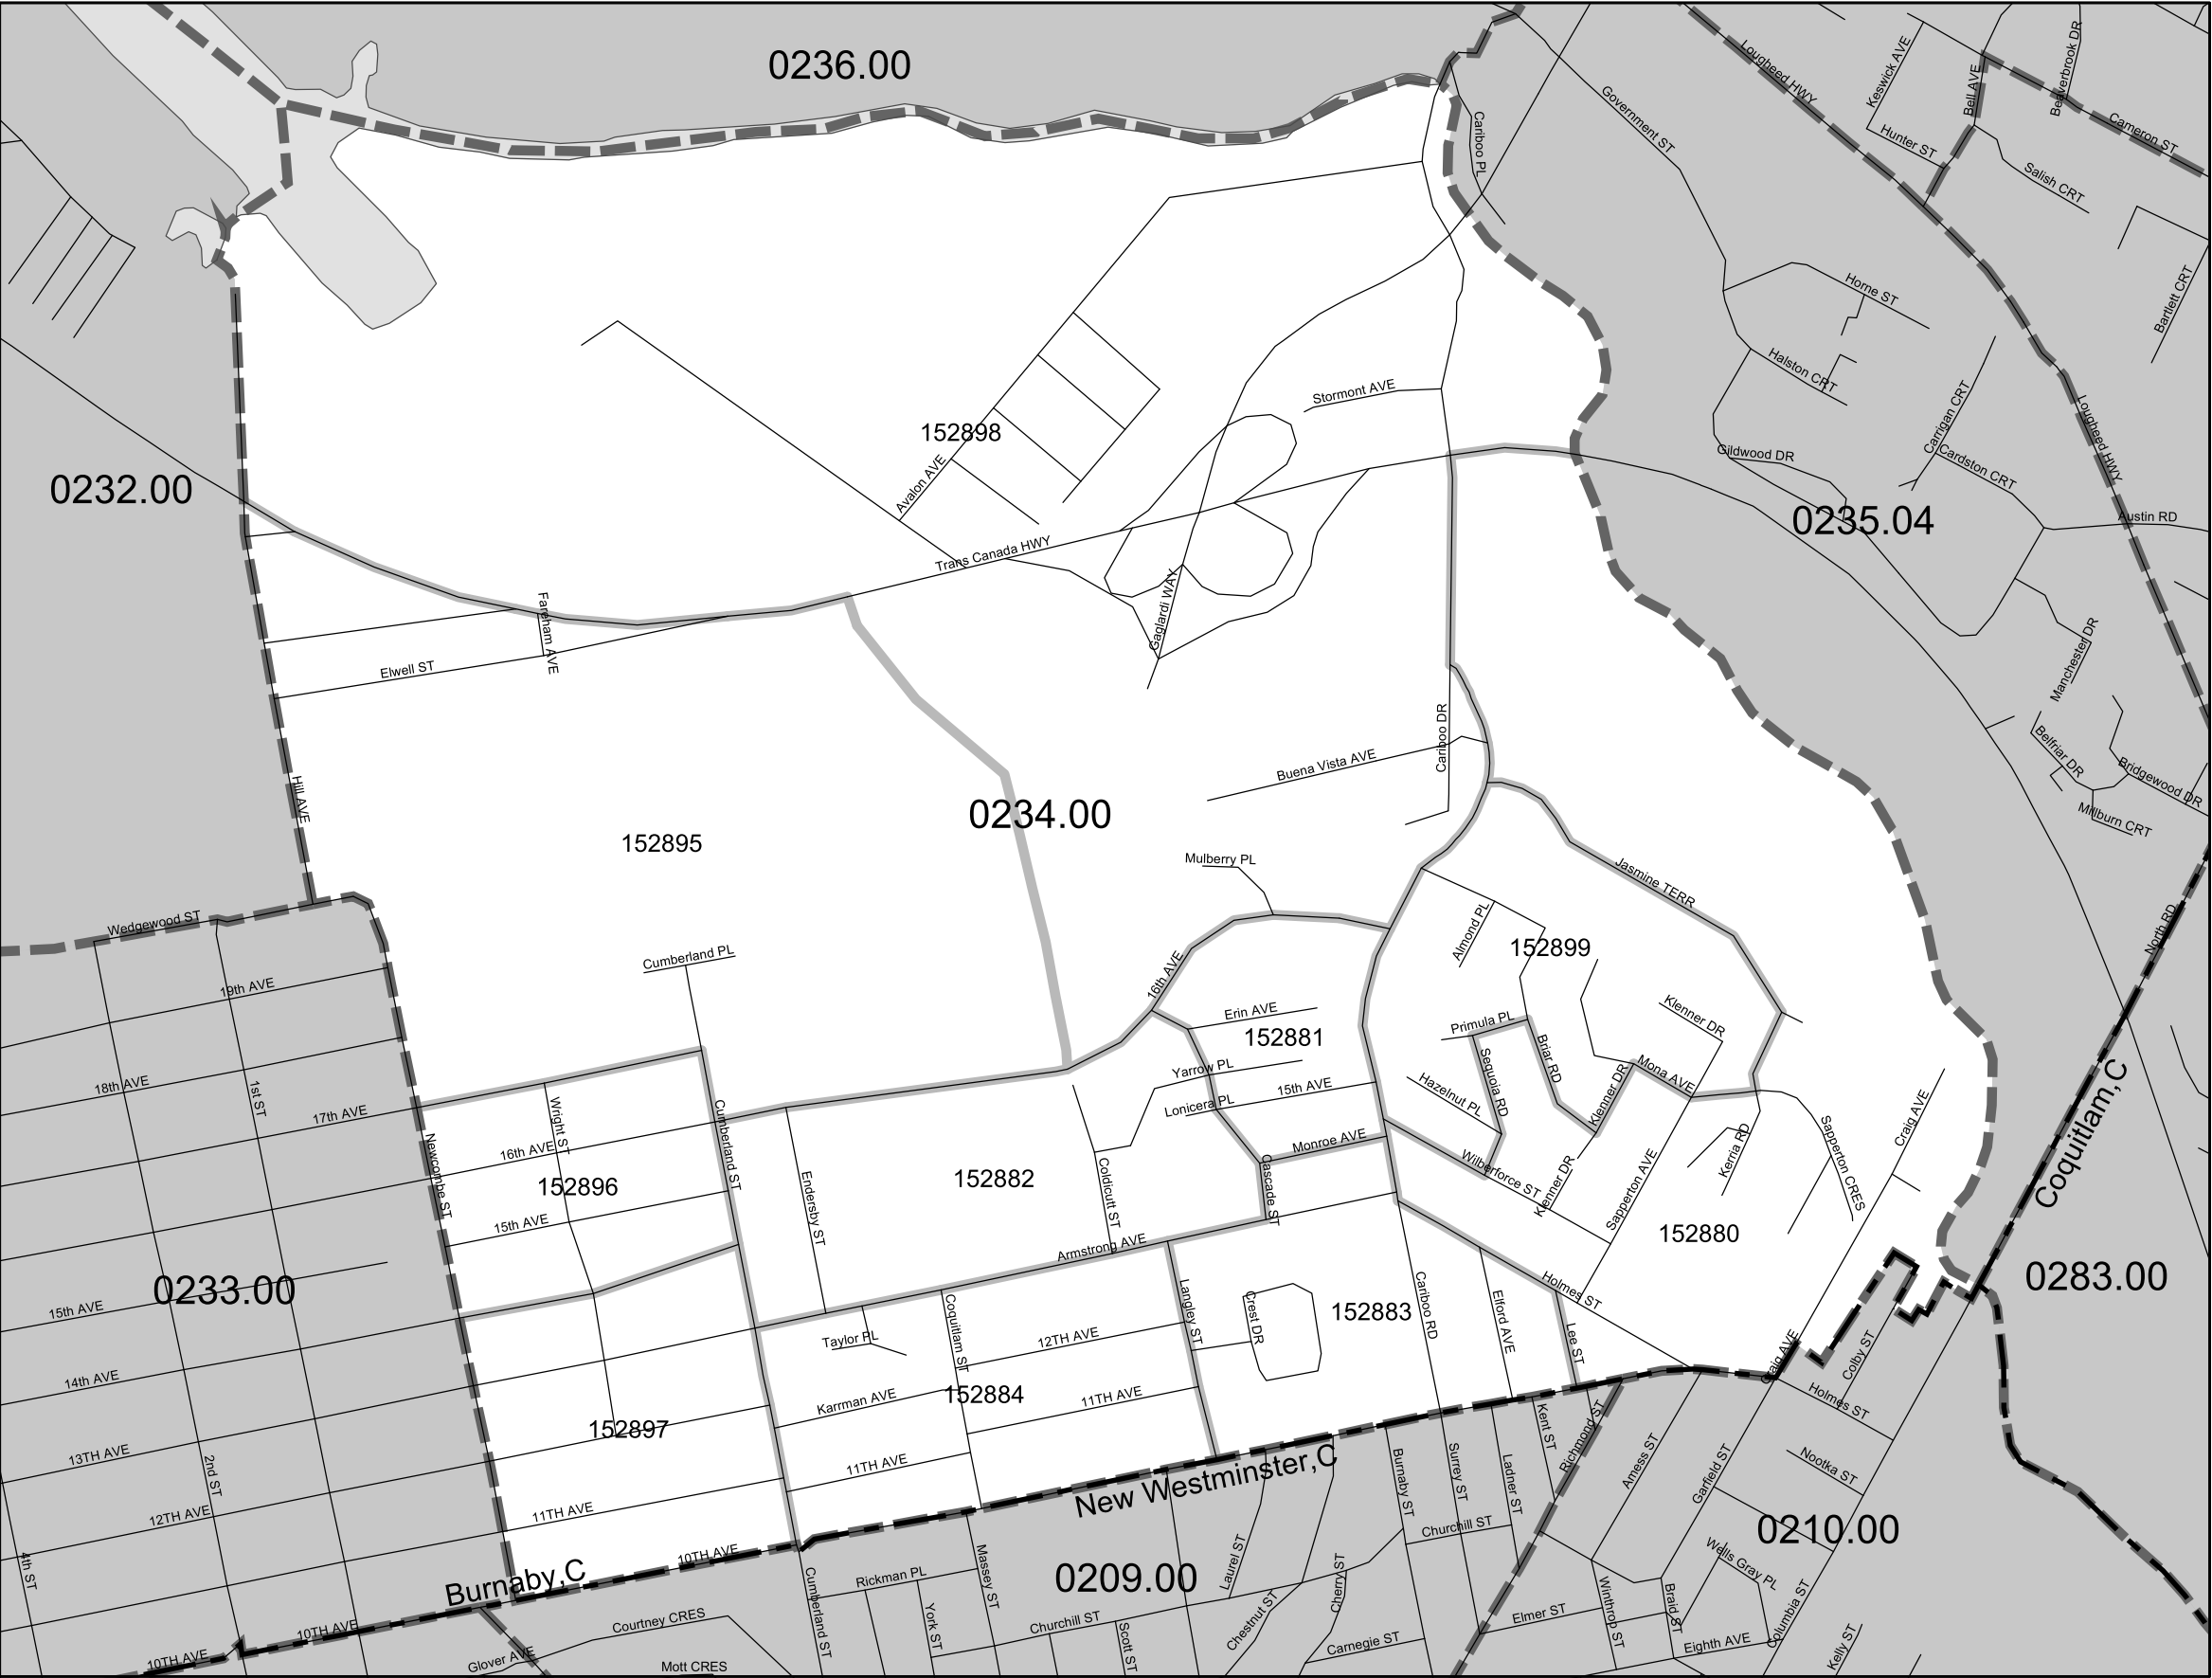 0236.00
Lougheed HWY
Keswick AVE
Bell AVE
Beaverbrook DR
Cameron ST
Government ST
Cariboo PL
Hunter ST
Salish CRT
Bartlett CRT
Horne ST
Halston CRT
Stormont AVE
Carrigan CRT
Lougheed HWY
152898
Gildwood DR
Cardston CRT
0232.00
Avalon AVE
0235.04
Austin RD
Trans Canada HWY
Fareham AVE
Gaglardi WAY
Manchester DR
Elwell ST
Cariboo DR
Belfriar DR
Buena Vista AVE
Bridgewood DR
Hill AVE
0234.00
Millburn CRT
152895
Mulberry PL
Jasmine TERR
Wedgewood ST
Almond PL
North RD
Cumberland PL
152899
16th AVE
19th AVE
Erin AVE
Klenner DR
Primula PL
152881
Briar RD
Yarrow PL
Mona AVE
18th AVE
1st ST
15th AVE
Hazelnut PL
Sequoia RD
Klenner DR
17th AVE
Wright ST
Cumberland ST
Lonicera PL
Craig AVE
Coquitlam,C
Newcombe ST
16th AVE
Monroe AVE
Sapperton CRES
Kerria RD
152896
Endersby ST
152882
Coldicutt ST
Cascade ST
Wilberforce ST
Klenner DR
Sapperton AVE
15th AVE
Armstrong AVE
152880
0233.00
0283.00
15th AVE
Langley ST
Crest DR
152883
Cariboo RD
Elford AVE
Holmes ST
Taylor PL
Coquitlam ST
12TH AVE
Lee ST
Craig AVE
Colby ST
14th AVE
Karrman AVE
152884
11TH AVE
Holmes ST
152897
Kent ST
Richmond ST
13TH AVE
2nd ST
11TH AVE
New Westminster,C
Burnaby ST
Surrey ST
Ladner ST
Amess ST
Garfield ST
Nootka ST
12TH AVE
11TH AVE
Churchill ST
0210.00
4th ST
10TH AVE
Burnaby,C
Cumberland ST
Rickman PL
Massey ST
0209.00
Laurel ST
Cherry ST
Wells Gray PL
Winthrop ST
Braid ST
Columbia ST
York ST
Churchill ST
Scott ST
Chestnut ST
Elmer ST
10TH AVE
Courtney CRES
Carnegie ST
Eighth AVE
Kelly ST
10TH AVE
Glover AVE
Mott CRES